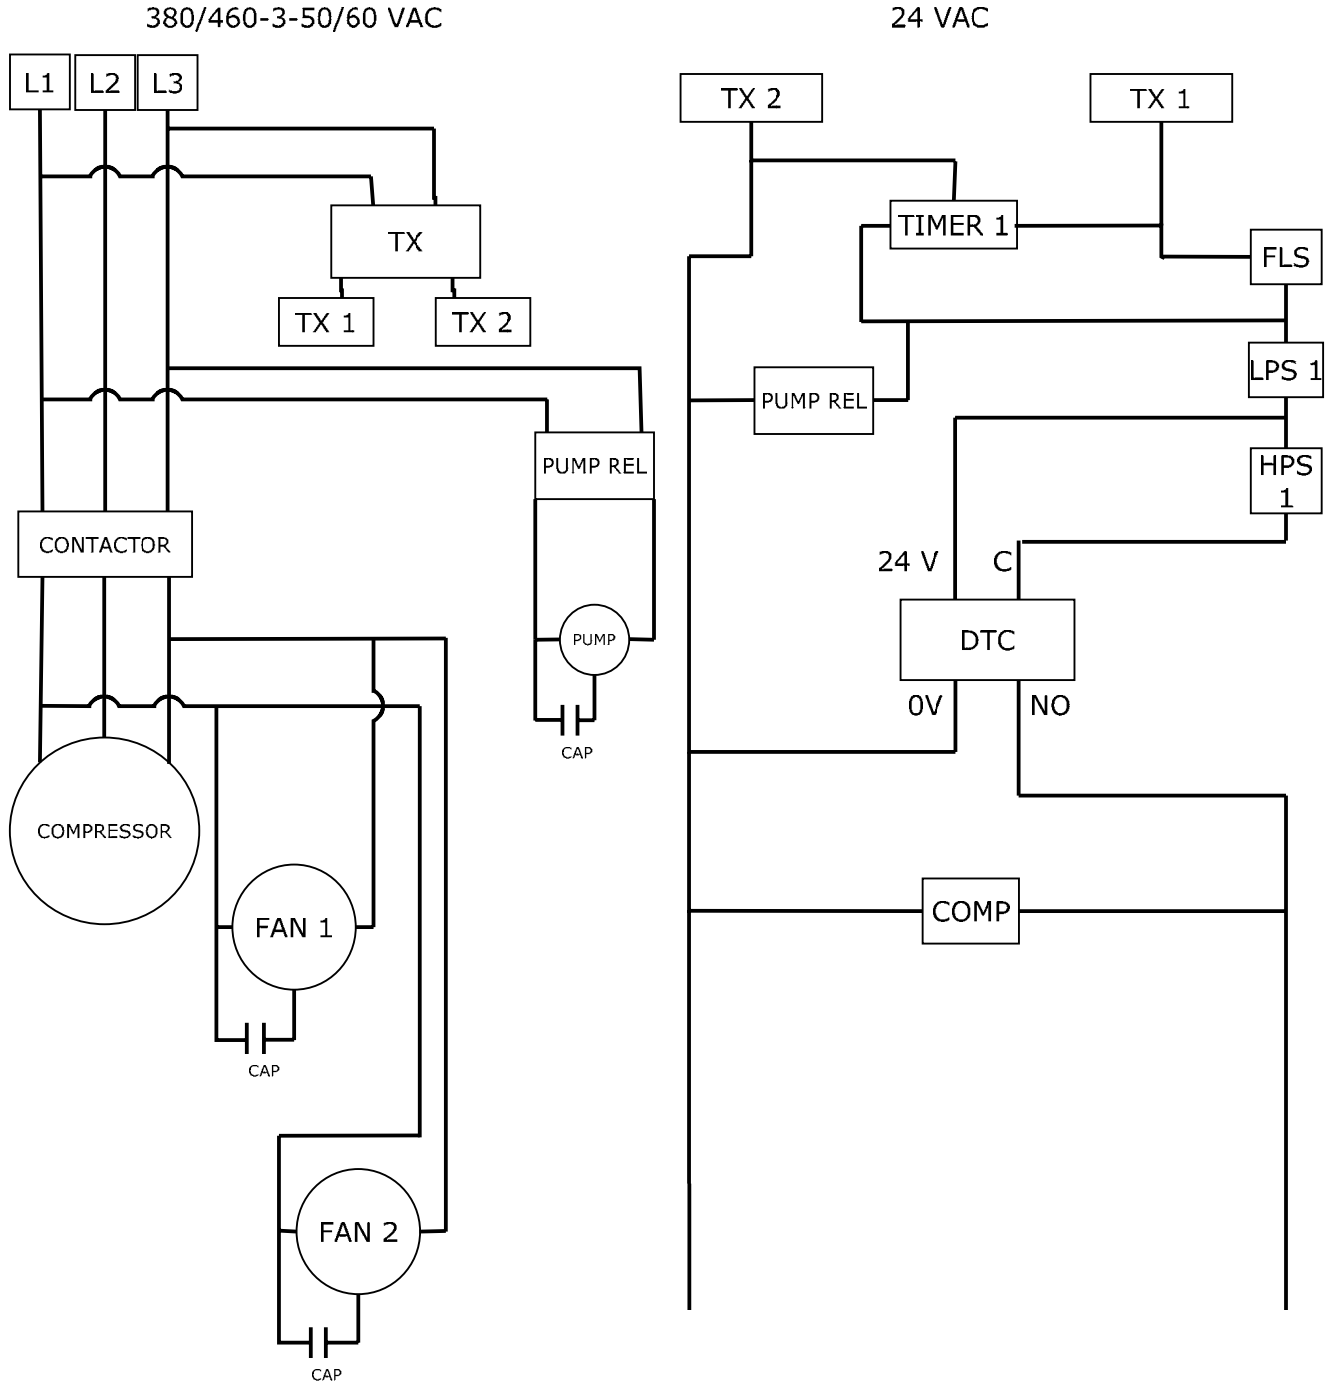 380/460-3-50/60 VAC
24 VAC
L1
L2
L3
TX
TX 1
TX 2
PUMP REL
CONTACTOR
PUMP
CAP
COMPRESSOR
FAN 1
CAP
FAN 2
CAP
TX 2
TX 1
TIMER 1
FLS
PUMP REL
LPS 1
HPS
1
24 V
C
DTC
0V
NO
COMP